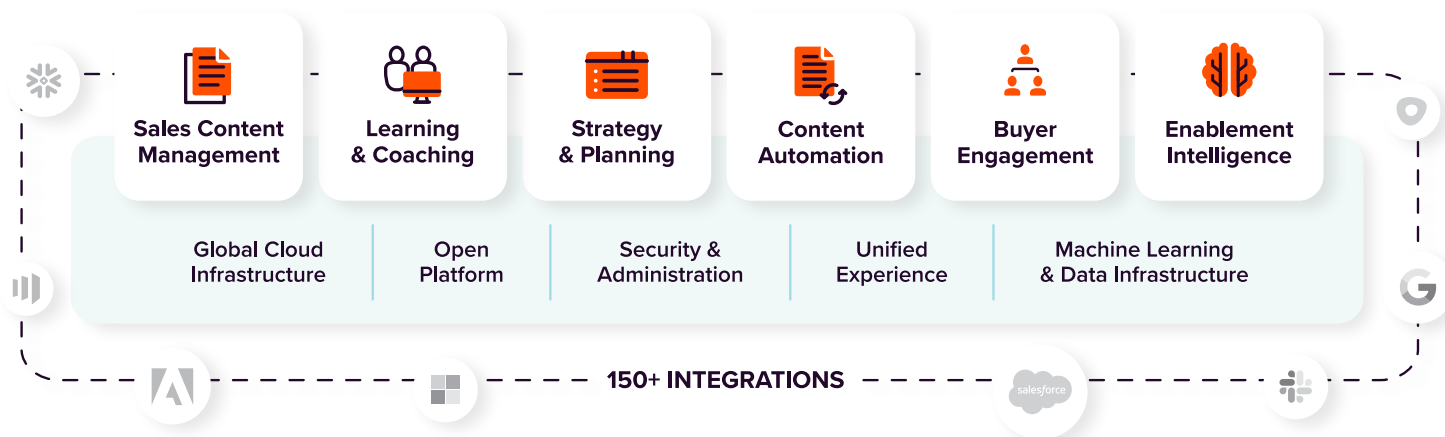 Sales Content
Management
Learning
& Coaching
Strategy
& Planning
Content
Automation
Buyer
Engagement
Enablement
Intelligence
Global Cloud
Infrastructure
Open
Platform
Security &
Administration
Unified
Experience
Machine Learning
& Data Infrastructure
150+ INTEGRATIONS
salesforce